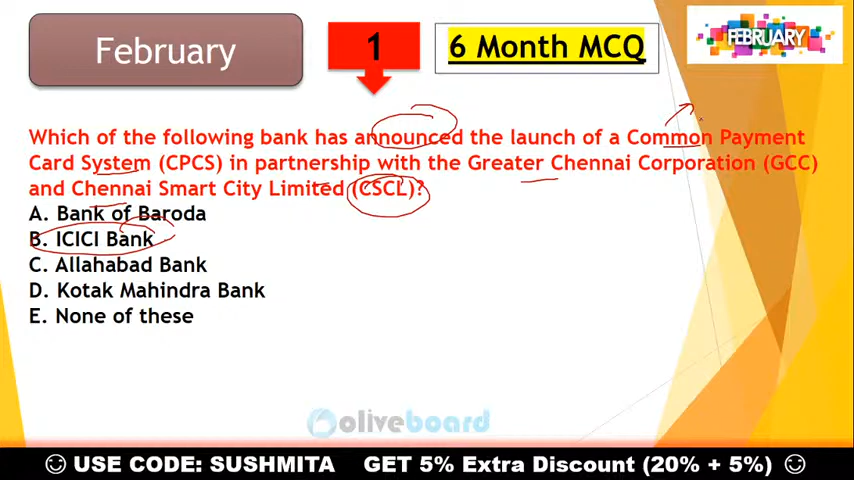 February
1
6 Month MCQ
FEBRUARY
Which of the following bank has announced the launch of a Common Payment
Card System (CPCS) in partnership with the Greater Chennai Corporation (GCC)
and Chennai Smart City Limited (CSCL)?
A. Bank of Baroda
B. ICICI Bank
C. Allahabad Bank
D. Kotak Mahindra Bank
E. None of these
oliveboard
USE CODE: SUSHMITA GET 5% Extra Discount (20% + 5%)